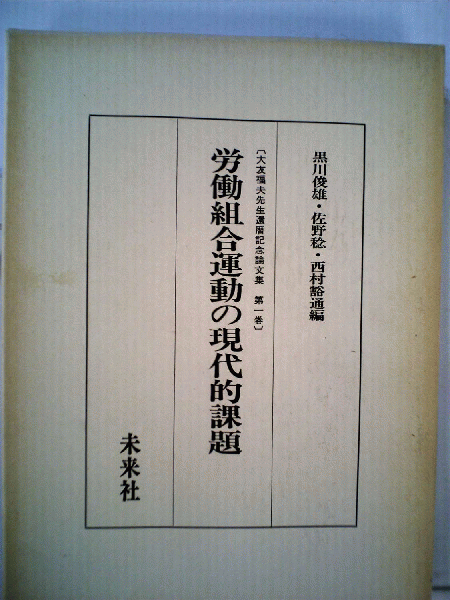 黒川俊雄・佐野稔・西村豁通編
〔大友福夫先生還暦記念論文集 第一巻〕
労働組合運動の現代的課題
未来社